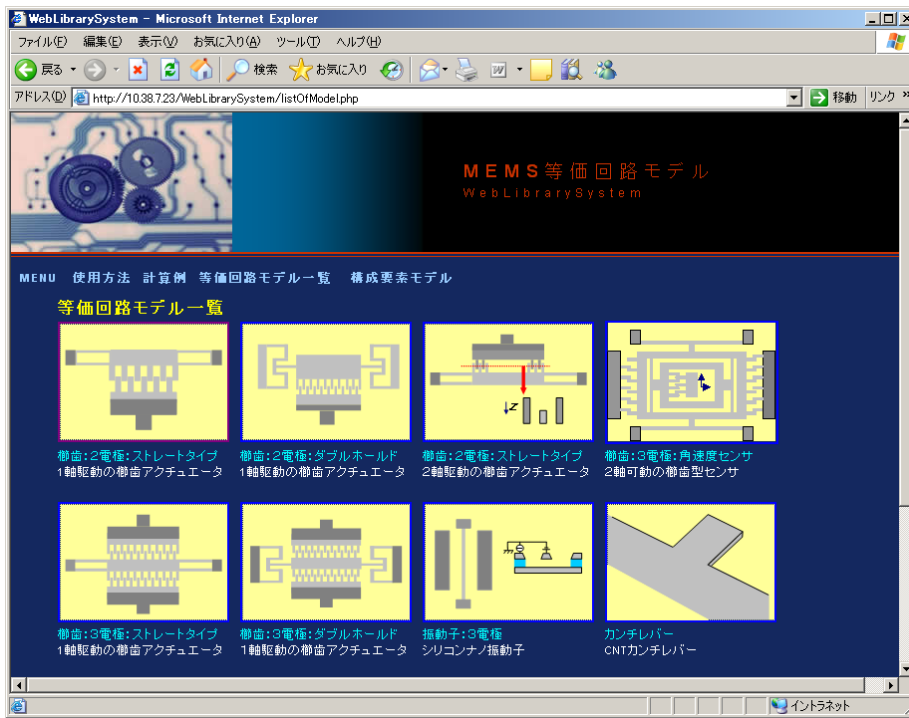 WebLibrarySystem - Microsoft Internet Explorer
ファイル(F) 編集(E) 表示(V) お気に入り(A) ツール(T) ヘルプ(H)
戻る 検索 お気に入り
アドレス(D) http://10.38.7.23/WebLibrarySystem/listOfModel.php 移動 リンク »
MEMS等価回路モデル
WebLibrarySystem
MENU 使用方法 計算例 等価回路モデル一覧 構成要素モデル
等価回路モデル一覧
z
櫛歯:2電極:ストレートタイプ 櫛歯:2電極:ダブルホールド 櫛歯:2電極:ストレートタイプ 櫛歯:3電極:角速度センサ
1軸駆動の櫛歯アクチュエータ 1軸駆動の櫛歯アクチュエータ 2軸駆動の櫛歯アクチュエータ 2軸可動の櫛歯型センサ
櫛歯:3電極:ストレートタイプ 櫛歯:3電極:ダブルホールド 振動子:3電極 カンチレバー
1軸駆動の櫛歯アクチュエータ 1軸駆動の櫛歯アクチュエータ シリコンナノ振動子 CNTカンチレバー
イントラネット